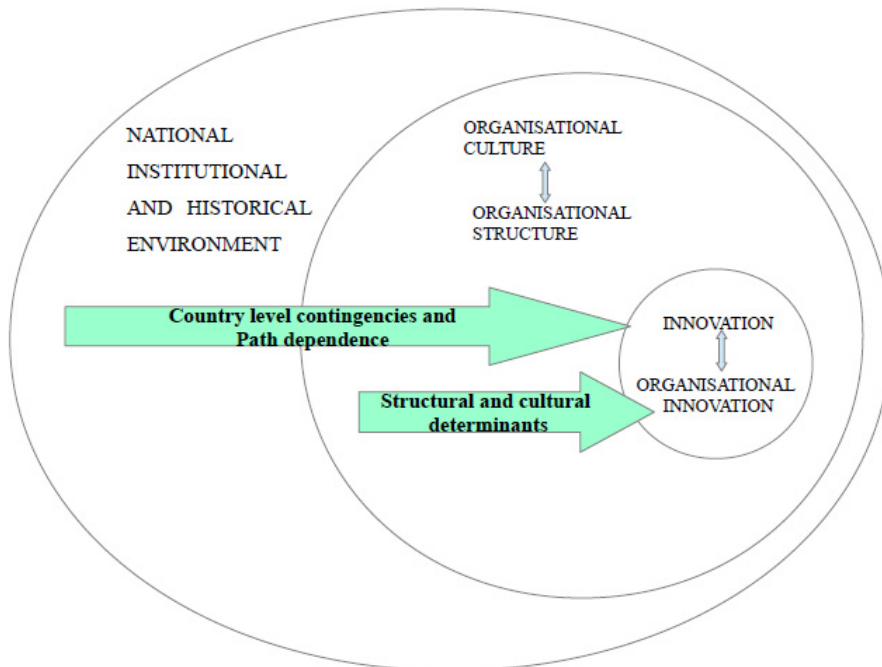 NATIONAL
INSTITUTIONAL
AND HISTORICAL
ENVIRONMENT
ORGANISATIONAL
CULTURE
ORGANISATIONAL
STRUCTURE
Country level contingencies and
Path dependence
INNOVATION
ORGANISATIONAL
INNOVATION
Structural and cultural
determinants